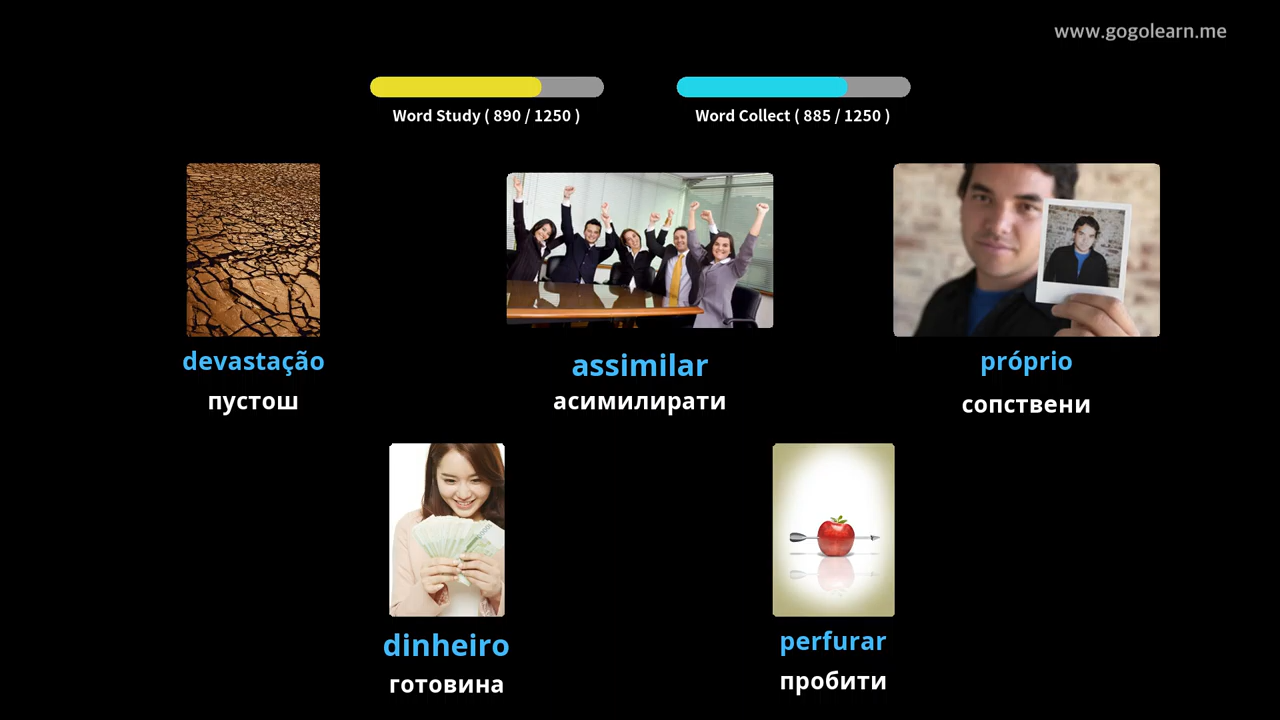 www.gogolearn.me
Word Study ( 890 / 1250 )
Word Collect ( 885 / 1250 )
devastação
пустош
assimilar
асимилирати
próprio
сопствени
dinheiro
готовина
perfurar
пробити